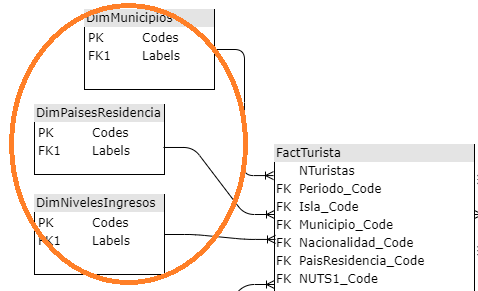 DimMunicipios
PK Codes
FK1 Labels
DimPaisesResidencia
PK Codes
FK1 Labels
DimNivelesIngresos
PK Codes
FK1 Labels
FactTurista
NTuristas
FK Periodo_Code
FK Isla_Code
FK Municipio_Code
FK Nacionalidad_Code
FK PaisResidencia_Code
FK NUTS1_Code